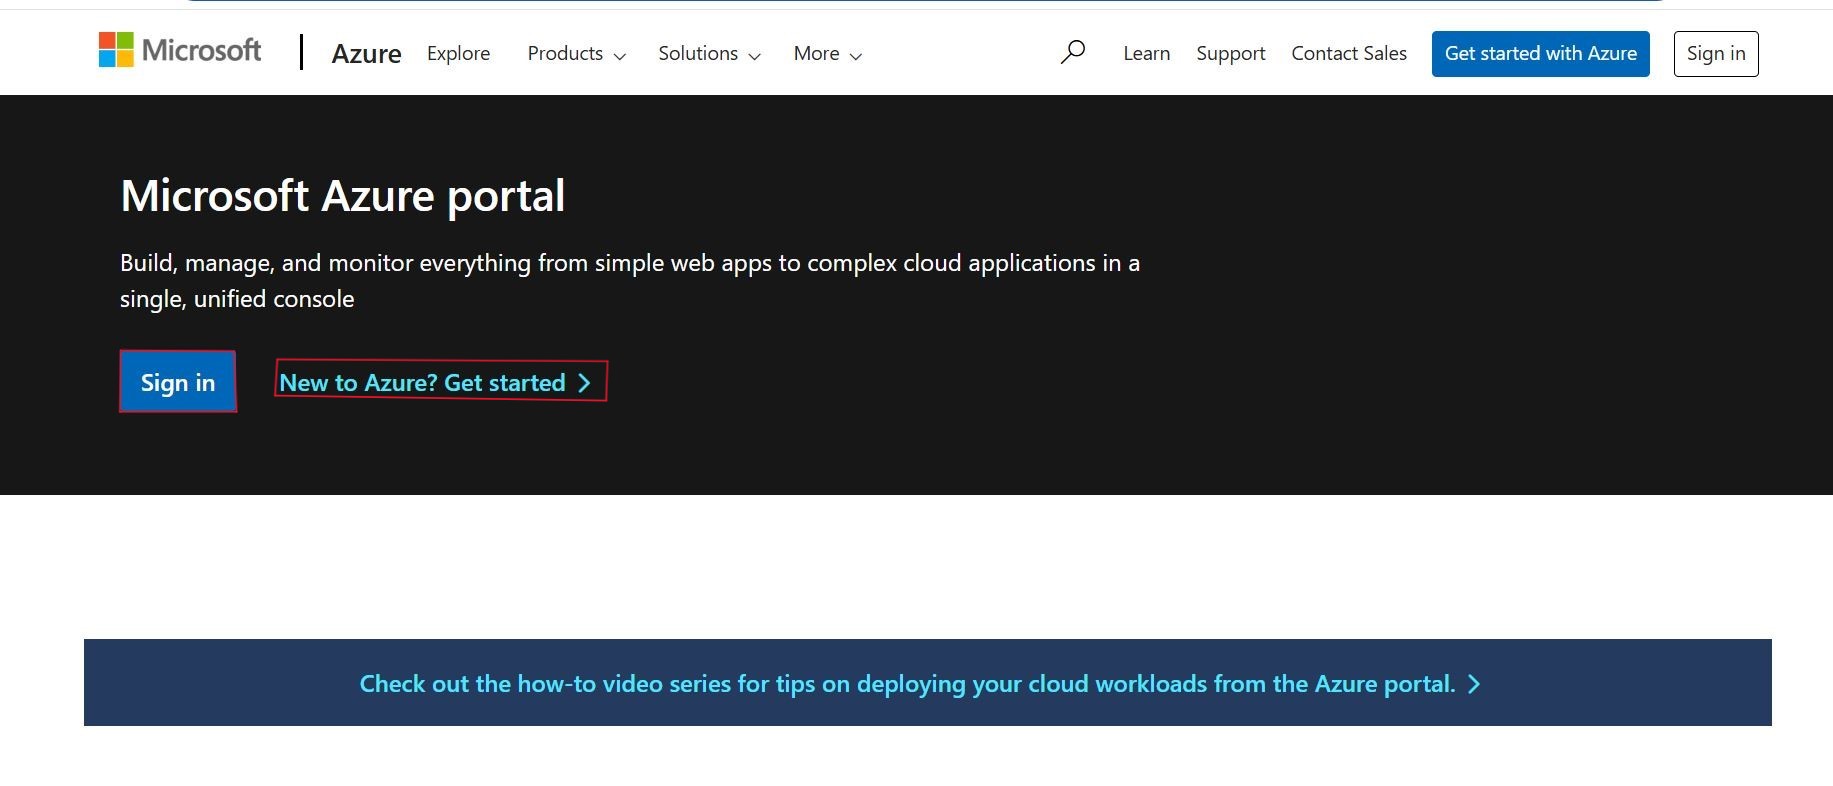 Microsoft Azure Explore Products Solutions More Learn Support Contact Sales Get started with Azure Sign in
Microsoft Azure portal
Build, manage, and monitor everything from simple web apps to complex cloud applications in a
single, unified console
Sign in New to Azure? Get started
Check out the how-to video series for tips on deploying your cloud workloads from the Azure portal.